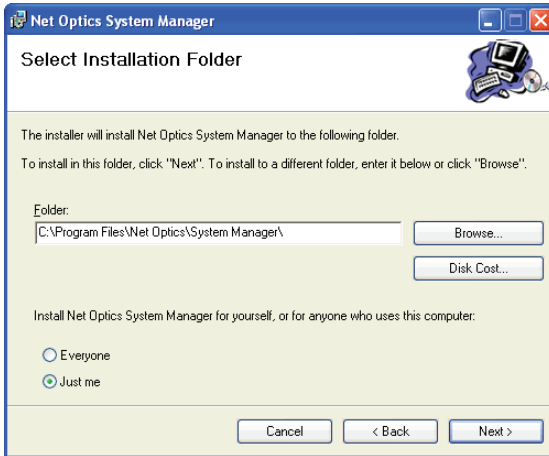 Net Optics System Manager
Select Installation Folder
The installer will install Net Optics System Manager to the following folder.
To install in this folder, click "Next". To install to a different folder, enter it below or click "Browse".
Folder:
C:\Program Files\Net Optics\System Manager\
Browse...
Disk Cost...
Install Net Optics System Manager for yourself, or for anyone who uses this computer:
Everyone
Just me
Cancel
< Back
Next >